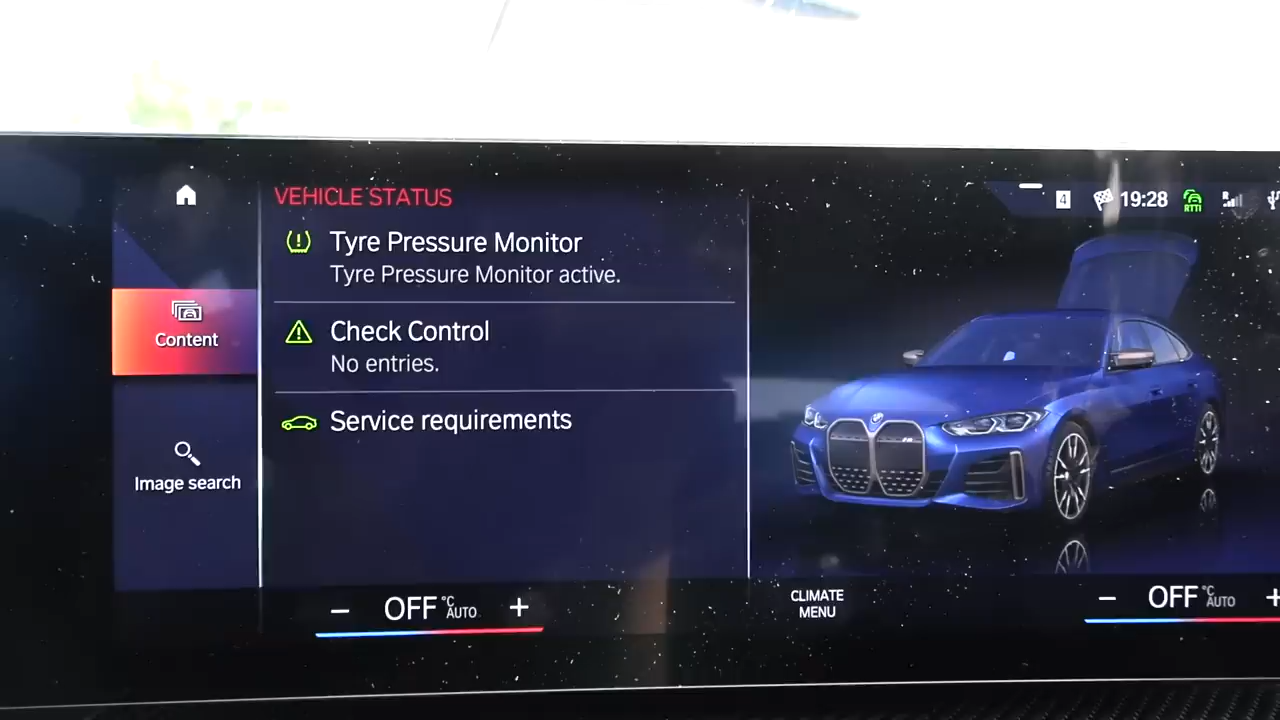 VEHICLE STATUS
Tyre Pressure Monitor
Tyre Pressure Monitor active.
Check Control
No entries.
Service requirements
Content
Image search
4
19:28
RTTI
R
OFF °C AUTO
CLIMATE
MENU
OFF °C AUTO